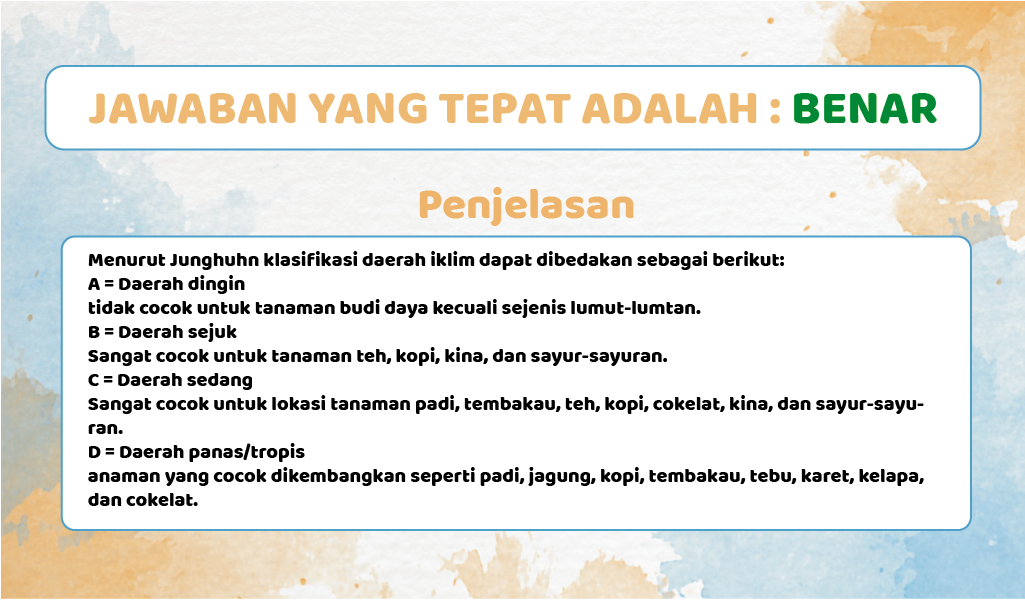 JAWABAN YANG TEPAT ADALAH : BENAR
Penjelasan
Menurut Junghuhn klasifikasi daerah iklim dapat dibedakan sebagai berikut:
A = Daerah dingin
tidak cocok untuk tanaman budi daya kecuali sejenis lumut-lumtan.
B = Daerah sejuk
Sangat cocok untuk tanaman teh, kopi, kina, dan sayur-sayuran.
C = Daerah sedang
Sangat cocok untuk lokasi tanaman padi, tembakau, teh, kopi, cokelat, kina, dan sayur-sayu-
ran.
D = Daerah panas/tropis
anaman yang cocok dikembangkan seperti padi, jagung, kopi, tembakau, tebu, karet, kelapa,
dan cokelat.